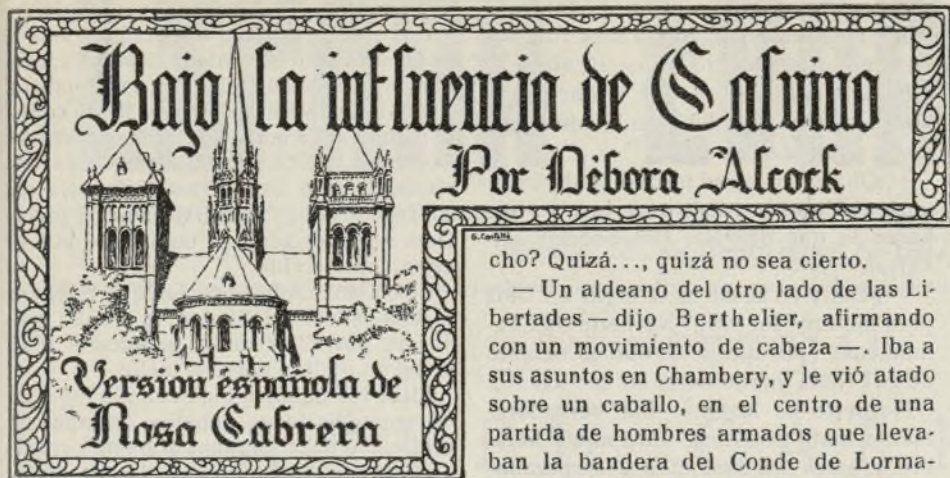 Bajo la influencia de Calvino
Por Débora Alcock
Versión española de
Rosa Cabrera
cho? Quizá..., quizá no sea cierto.
— Un aldeano del otro lado de las Li-
bertades — dijo Berthelier, afirmando
con un movimiento de cabeza —. Iba a
sus asuntos en Chambery, y le vió atado
sobre un caballo, en el centro de una
partida de hombres armados que lleva-
ban la bandera del Conde de Lorma-